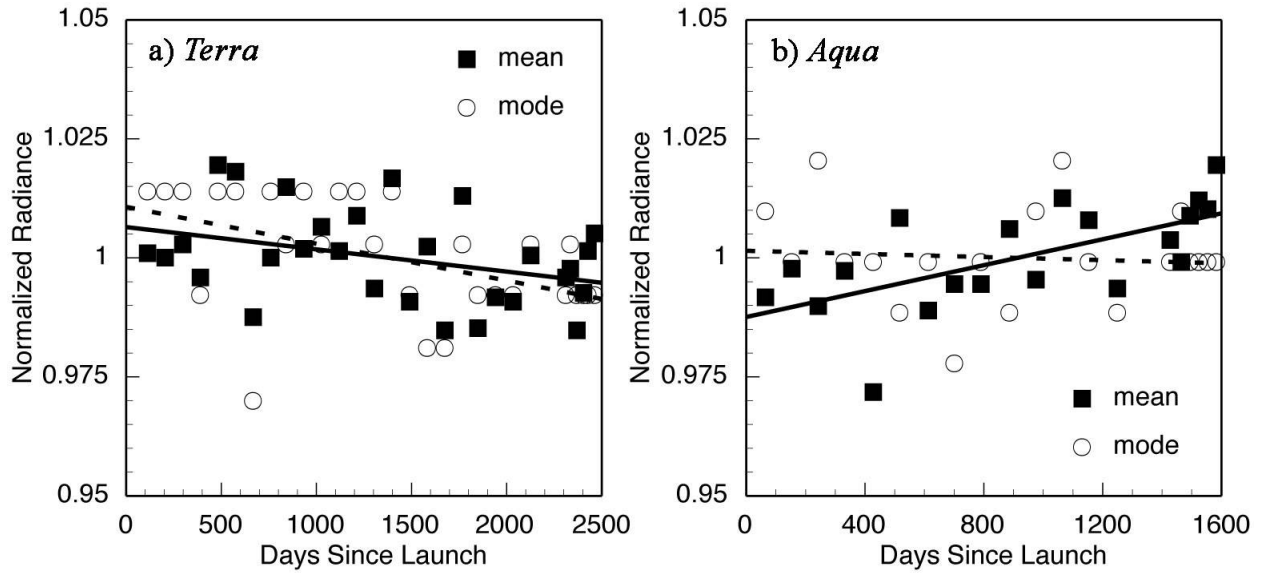 a) Terra
mean
mode
1.05
1.025
1
0.975
0.95
Normalized Radiance
0 500 1000 1500 2000 2500
Days Since Launch
b) Aqua
mean
mode
1.05
1.025
1
0.975
0.95
Normalized Radiance
0 400 800 1200 1600
Days Since Launch